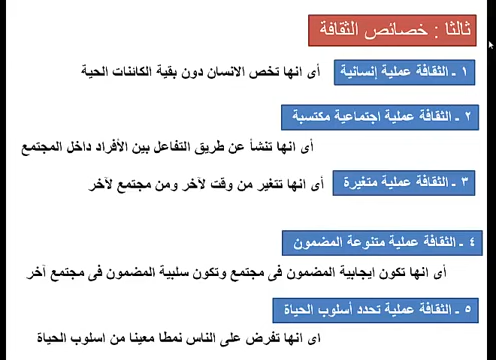 ثالثا : خصائص الثقافة
١ ـ الثقافة عملية إنسانية أى انها تخص الانسان دون بقية الكائنات الحية
٢ ـ الثقافة عملية اجتماعية مكتسبة
أى انها تنشأ عن طريق التفاعل بين الأفراد داخل المجتمع
٣ ـ الثقافة عملية متغيرة أى انها تتغير من وقت لآخر ومن مجتمع لآخر
٤ ـ الثقافة عملية متنوعة المضمون
أى انها تكون ايجابية المضمون فى مجتمع وتكون سلبية المضمون فى مجتمع آخر
٥ ـ الثقافة عملية تحدد أسلوب الحياة
اى انها تفرض على الناس نمطا معينا من اسلوب الحياة